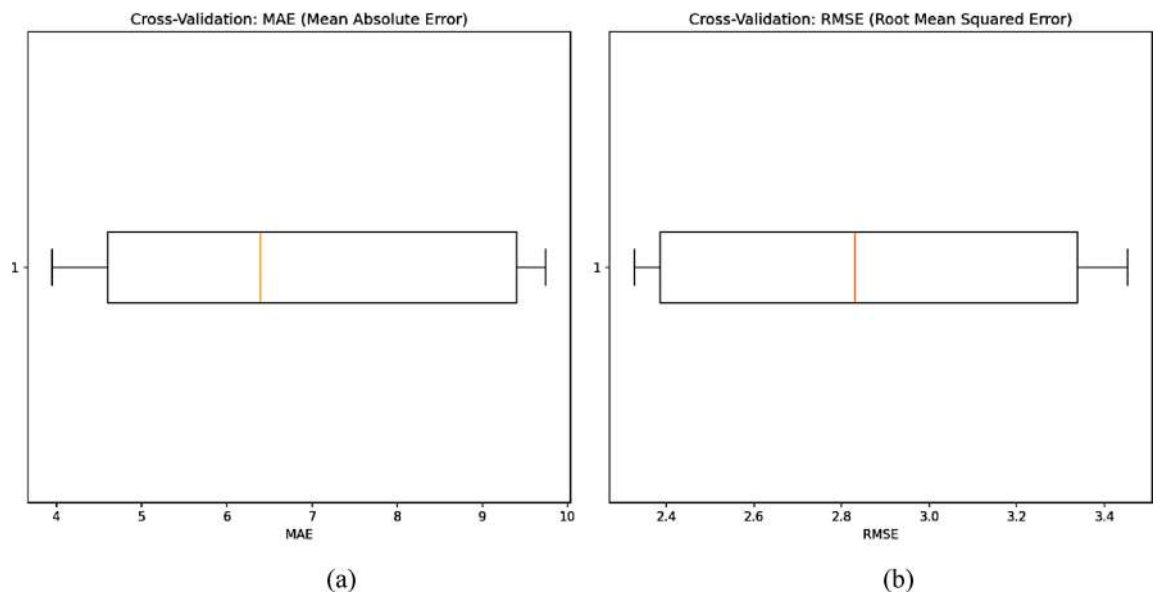 Cross-Validation: MAE (Mean Absolute Error)
1
4 5 6 7 8 9 10
MAE
(a)
Cross-Validation: RMSE (Root Mean Squared Error)
1
2.4 2.6 2.8 3.0 3.2 3.4
RMSE
(b)